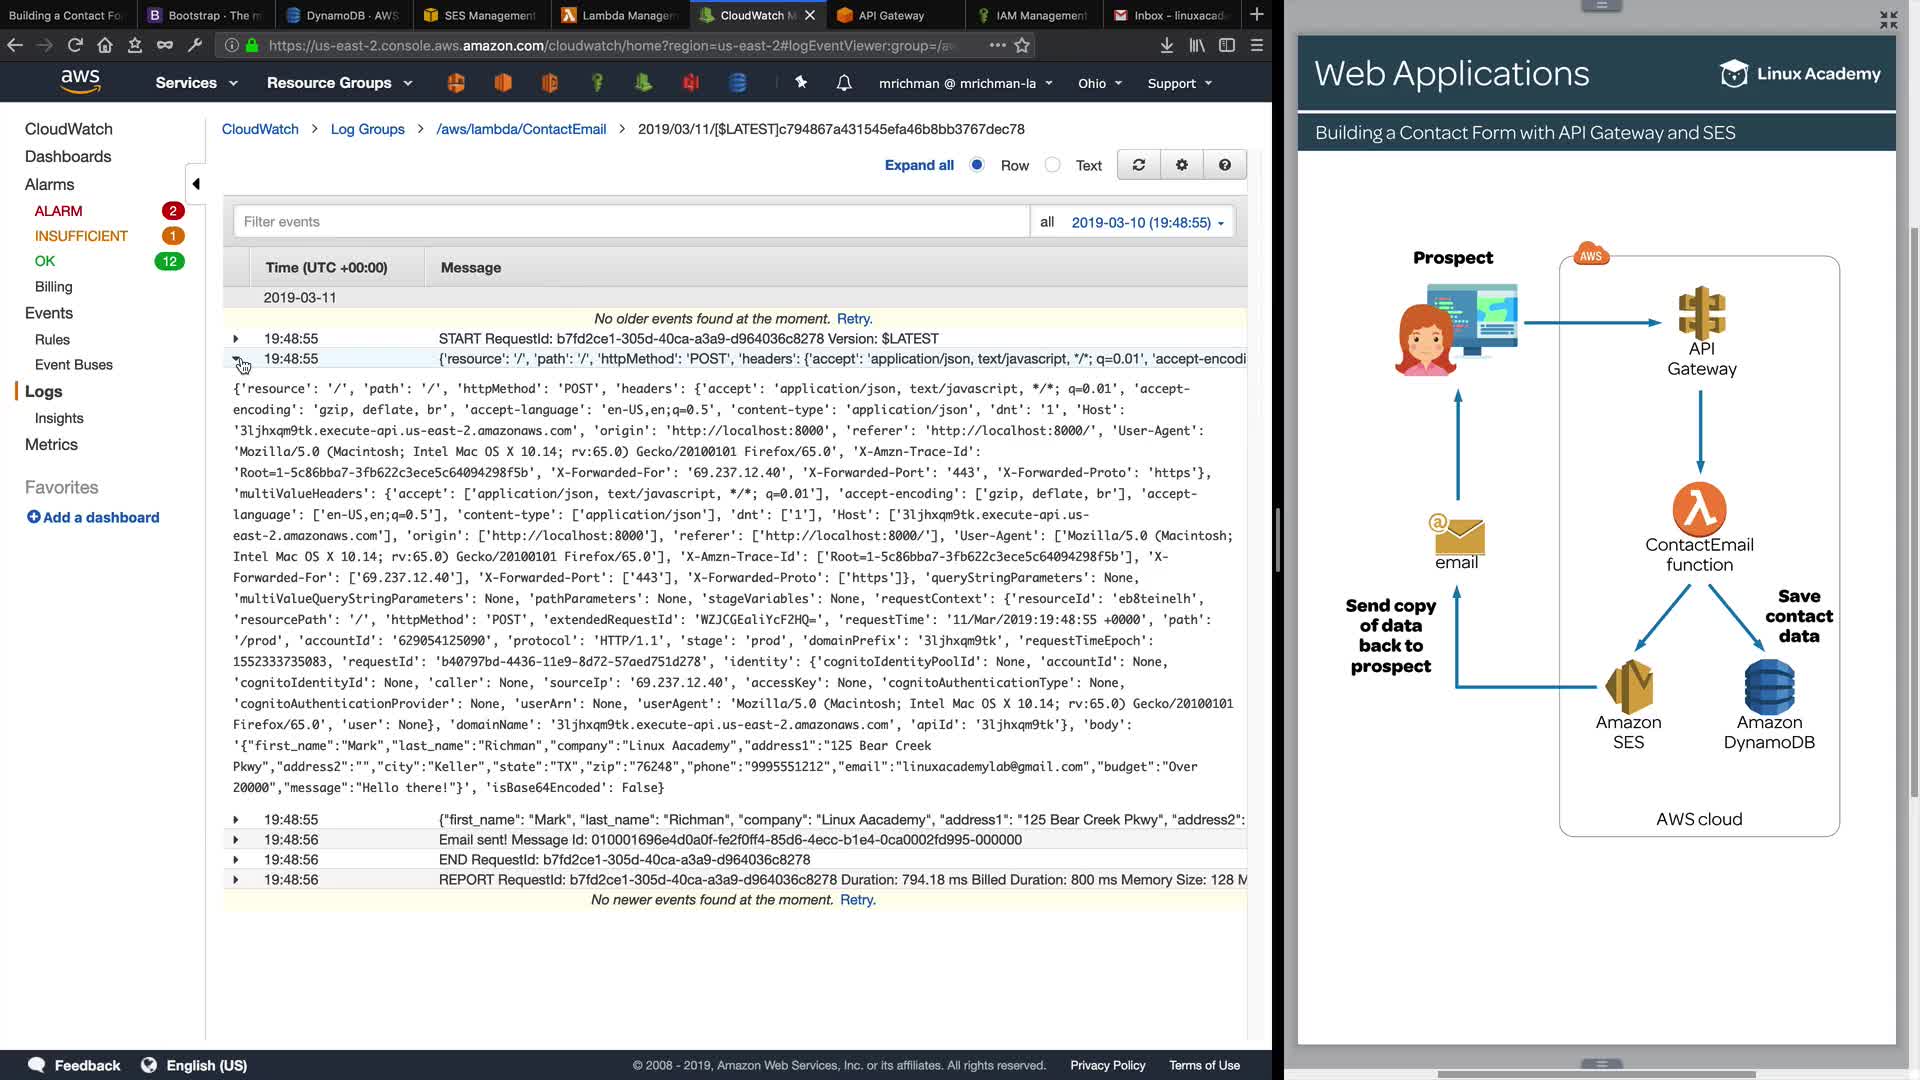 Building a Contact Fo
Bootstrap · The m
DynamoDB · AWS
SES Management
Lambda Manage
CloudWatch M
API Gateway
IAM Management
Inbox - linuxacad
https://us-east-2.console.aws.amazon.com/cloudwatch/home?region=us-east-2#logEventViewer:group=/aw
aws
Services
Resource Groups
mrichman @ mrichman-la
Ohio
Support
CloudWatch
Dashboards
Alarms
ALARM 2
INSUFFICIENT 1
OK 12
Billing
Events
Rules
Event Buses
Logs
Insights
Metrics
Favorites
Add a dashboard
CloudWatch > Log Groups > /aws/lambda/ContactEmail > 2019/03/11/[$LATEST]c794867a431545efa46b8bb3767dec78
Expand all Row Text
Filter events
all 2019-03-10 (19:48:55)
Time (UTC +00:00) Message
2019-03-11
No older events found at the moment. Retry.
19:48:55 START RequestId: b7fd2ce1-305d-40ca-a3a9-d964036c8278 Version: $LATEST
19:48:55 {'resource': '/', 'path': '/', 'httpMethod': 'POST', 'headers': {'accept': 'application/json, text/javascript, */*; q=0.01', 'accept-encodi
{'resource': '/', 'path': '/', 'httpMethod': 'POST', 'headers': {'accept': 'application/json, text/javascript, */*; q=0.01', 'accept-
encoding': 'gzip, deflate, br', 'accept-language': 'en-US,en;q=0.5', 'content-type': 'application/json', 'dnt': '1', 'Host':
'3ljhxqm9tk.execute-api.us-east-2.amazonaws.com', 'origin': 'http://localhost:8000', 'referer': 'http://localhost:8000/', 'User-Agent':
'Mozilla/5.0 (Macintosh; Intel Mac OS X 10.14; rv:65.0) Gecko/20100101 Firefox/65.0', 'X-Amzn-Trace-Id':
'Root=1-5c86bba7-3fb622c3ece5c64094298f5b', 'X-Forwarded-For': '69.237.12.40', 'X-Forwarded-Port': '443', 'X-Forwarded-Proto': 'https'},
'multiValueHeaders': {'accept': ['application/json, text/javascript, */*; q=0.01'], 'accept-encoding': ['gzip, deflate, br'], 'accept-
language': ['en-US,en;q=0.5'], 'content-type': ['application/json'], 'dnt': ['1'], 'Host': ['3ljhxqm9tk.execute-api.us-
east-2.amazonaws.com'], 'origin': ['http://localhost:8000'], 'referer': ['http://localhost:8000/'], 'User-Agent': ['Mozilla/5.0 (Macintosh;
Intel Mac OS X 10.14; rv:65.0) Gecko/20100101 Firefox/65.0'], 'X-Amzn-Trace-Id': ['Root=1-5c86bba7-3fb622c3ece5c64094298f5b'], 'X-
Forwarded-For': ['69.237.12.40'], 'X-Forwarded-Port': ['443'], 'X-Forwarded-Proto': ['https']}, 'queryStringParameters': None,
'multiValueQueryStringParameters': None, 'pathParameters': None, 'stageVariables': None, 'requestContext': {'resourceId': 'eb8teinelh',
'resourcePath': '/', 'httpMethod': 'POST', 'extendedRequestId': 'WZJCGEaliYcF2HQ=', 'requestTime': '11/Mar/2019:19:48:55 +0000', 'path':
'/prod', 'accountId': '629054125090', 'protocol': 'HTTP/1.1', 'stage': 'prod', 'domainPrefix': '3ljhxqm9tk', 'requestTimeEpoch':
1552333735083, 'requestId': 'b40797bd-4436-11e9-8d72-57aed751d278', 'identity': {'cognitoIdentityPoolId': None, 'accountId': None,
'cognitoIdentityId': None, 'caller': None, 'sourceIp': '69.237.12.40', 'accessKey': None, 'cognitoAuthenticationType': None,
'cognitoAuthenticationProvider': None, 'userArn': None, 'userAgent': 'Mozilla/5.0 (Macintosh; Intel Mac OS X 10.14; rv:65.0) Gecko/20100101
Firefox/65.0', 'user': None}, 'domainName': '3ljhxqm9tk.execute-api.us-east-2.amazonaws.com', 'apiId': '3ljhxqm9tk'}, 'body':
'{"first_name":"Mark","last_name":"Richman","company":"Linux Aacademy","address1":"125 Bear Creek
Pkwy","address2":"","city":"Keller","state":"TX","zip":"76248","phone":"9995551212","email":"linuxacademylab@gmail.com","budget":"Over
20000","message":"Hello there!"}', 'isBase64Encoded': False}
19:48:55 {"first_name": "Mark", "last_name": "Richman", "company": "Linux Aacademy", "address1": "125 Bear Creek Pkwy", "address2":
19:48:56 Email sent! Message Id: 010001696e4d0a0f-fe2f0ff4-85d6-4ecc-b1e4-0ca0002fd995-000000
19:48:56 END RequestId: b7fd2ce1-305d-40ca-a3a9-d964036c8278
19:48:56 REPORT RequestId: b7fd2ce1-305d-40ca-a3a9-d964036c8278 Duration: 794.18 ms Billed Duration: 800 ms Memory Size: 128 M
No newer events found at the moment. Retry.
Feedback
English (US)
© 2008 - 2019, Amazon Web Services, Inc. or its affiliates. All rights reserved.
Privacy Policy
Terms of Use
Web Applications
Linux Academy
Building a Contact Form with API Gateway and SES
Prospect
AWS
API
Gateway
ContactEmail
function
@
email
Send copy
of data
back to
prospect
Save
contact
data
Amazon
SES
Amazon
DynamoDB
AWS cloud